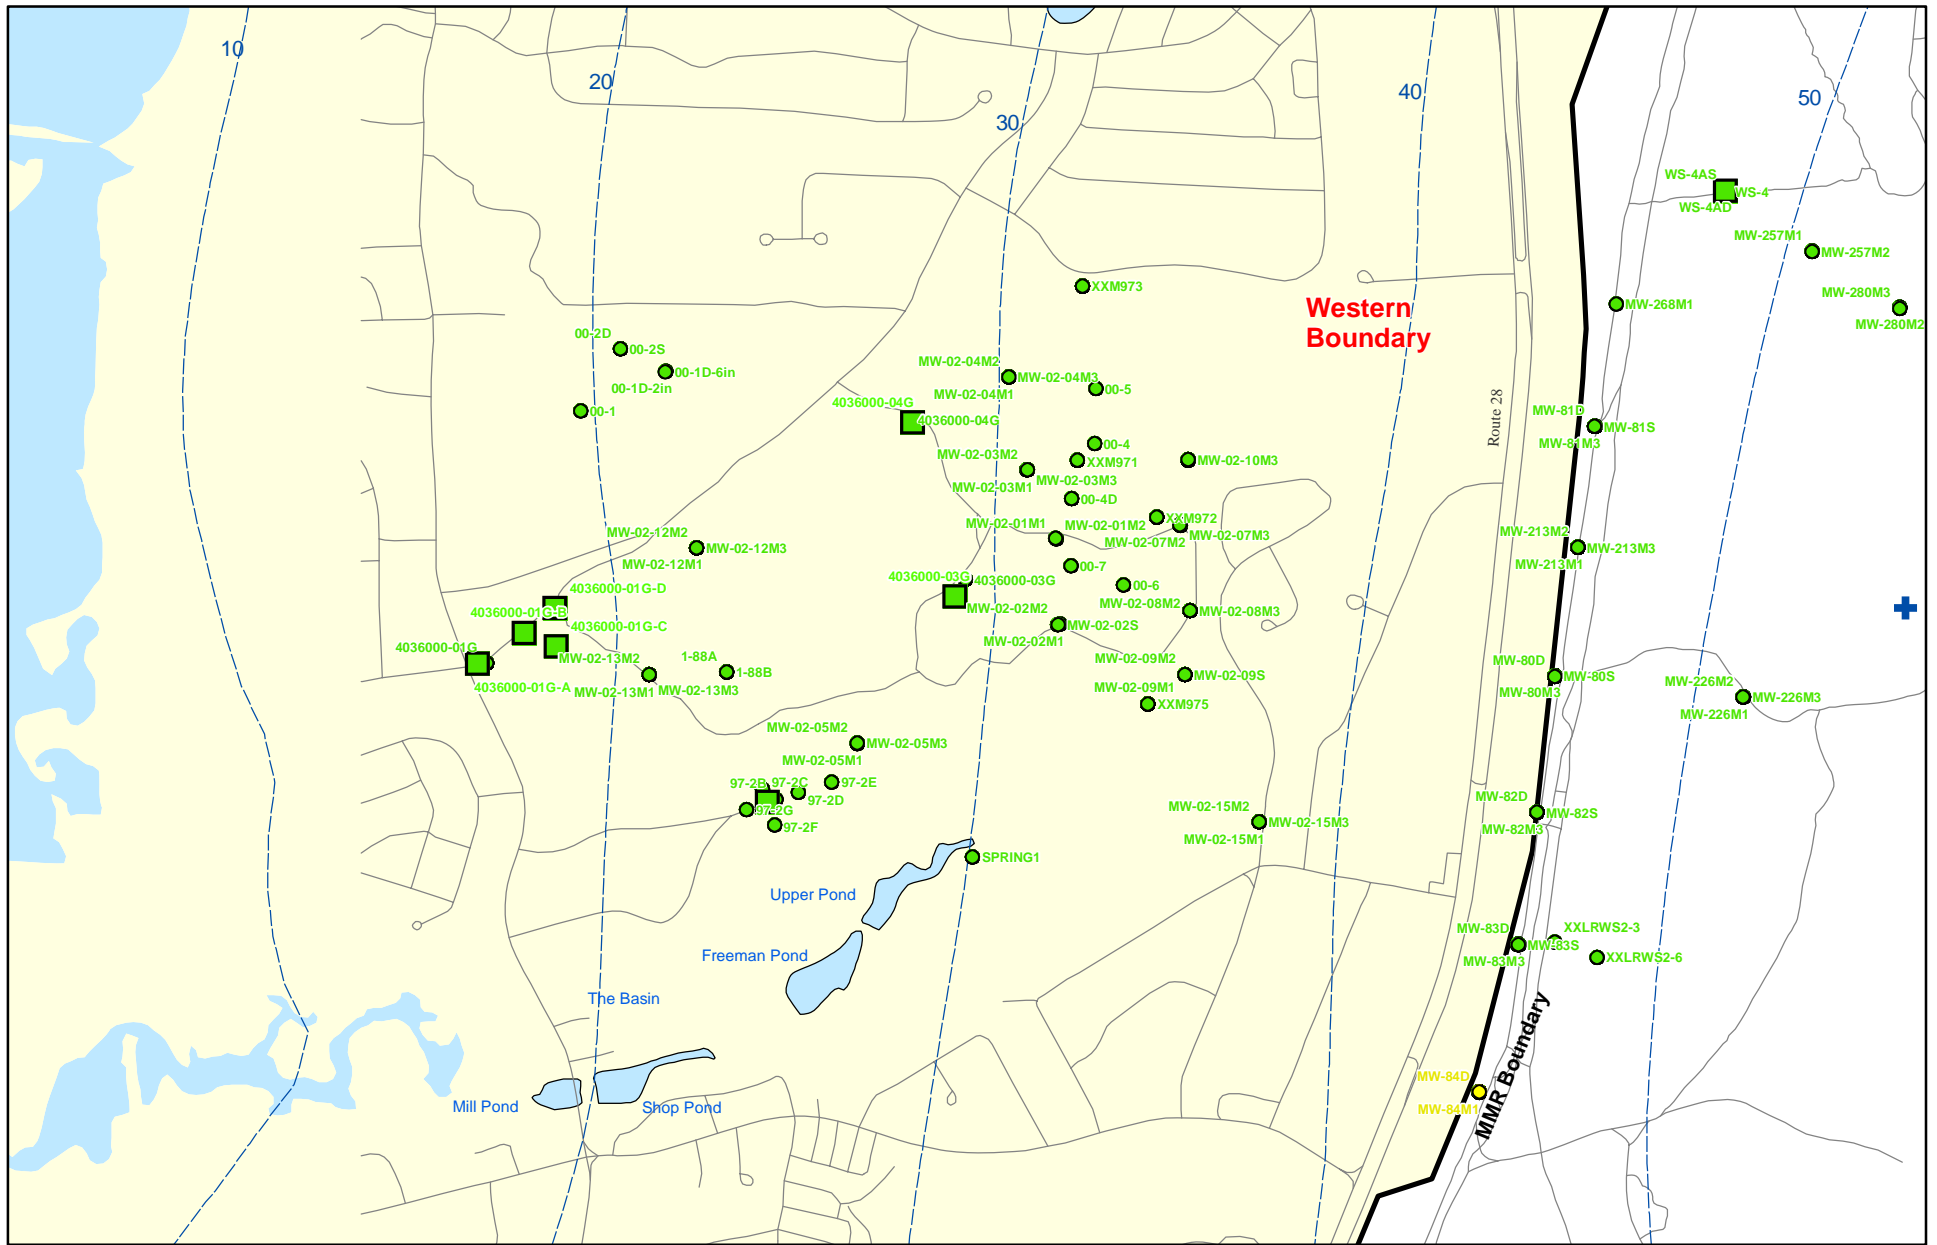 10
20
30
40
50
WS-4AS
WS-4
WS-4AD
MW-257M1
MW-257M2
MW-280M3
MW-280M2
MW-268M1
XXM973
Western
Boundary
00-2D
00-2S
00-1D-6in
00-1D-2in
00-1
MW-02-04M2
MW-02-04M3
MW-02-04M1
00-5
4036000-04G
4036000-04G
Route 28
MW-81D
MW-81S
MW-81M3
00-4
MW-02-03M2
XXM971
MW-02-10M3
MW-02-03M3
MW-02-03M1
00-4D
MW-02-01M1
MW-02-01M2
XXM972
MW-02-07M2
MW-02-07M3
MW-213M2
MW-213M3
MW-213M1
MW-02-12M2
MW-02-12M3
MW-02-12M1
00-7
4036000-03G
4036000-03G
00-6
4036000-01G-D
4036000-01G-B
4036000-01G-C
MW-02-02M2
MW-02-08M2
MW-02-08M3
MW-02-02S
MW-02-02M1
4036000-01G
4036000-01G-A
MW-02-13M2
MW-02-13M1
MW-02-13M3
1-88A
1-88B
MW-02-09M2
MW-02-09S
MW-02-09M1
XXM975
MW-80D
MW-80S
MW-80M3
MW-226M2
MW-226M3
MW-226M1
MW-02-05M2
MW-02-05M3
MW-02-05M1
97-2B
97-2C
97-2E
97-2D
97-2G
97-2F
MW-02-15M2
MW-02-15M3
MW-02-15M1
MW-82D
MW-82S
MW-82M3
SPRING1
Upper Pond
Freeman Pond
MW-83D
MW-83S
MW-83M3
XXLRWS2-3
XXLRWS2-6
The Basin
MMR Boundary
MW-84D
MW-84M1
Mill Pond
Shop Pond